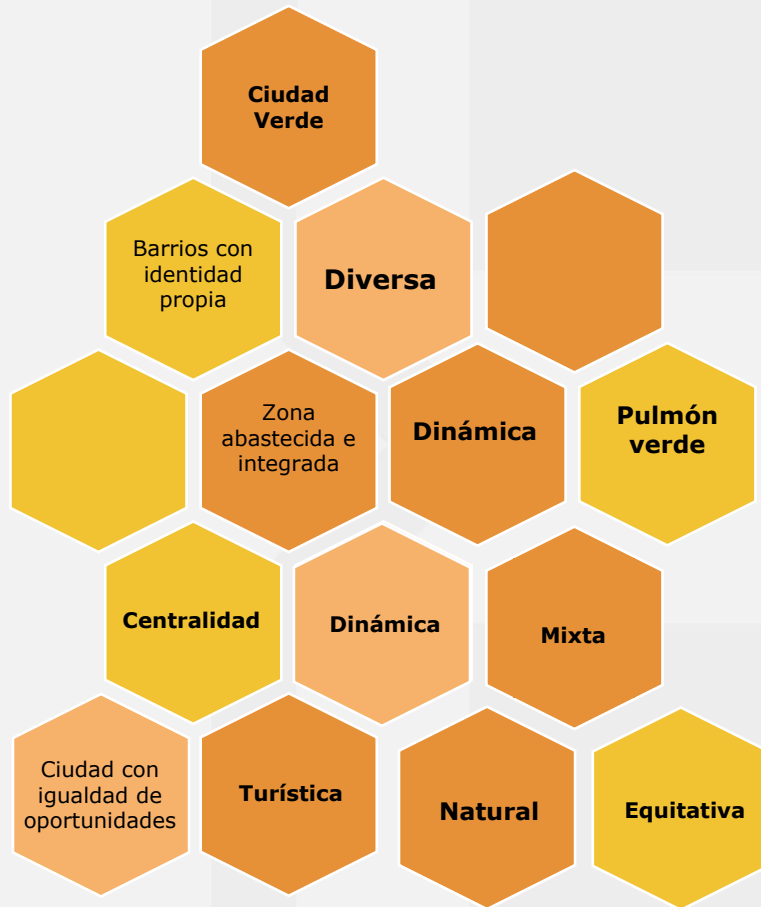 Ciudad
Verde
Barrios con
identidad
propia
Diversa
Zona
abastecida e
integrada
Dinámica
Pulmón
verde
Centralidad
Dinámica
Mixta
Ciudad con
igualdad de
oportunidades
Turística
Natural
Equitativa